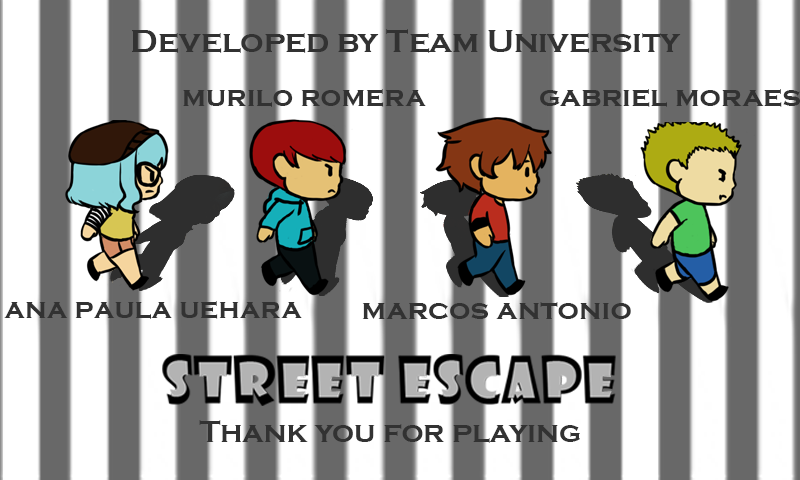 Developed by Team University
MURILO ROMERA
GABRIEL MORAES
ANA PAULA UEHARA
MARCOS ANTONIO
STREET ESCAPE
Thank you for playing